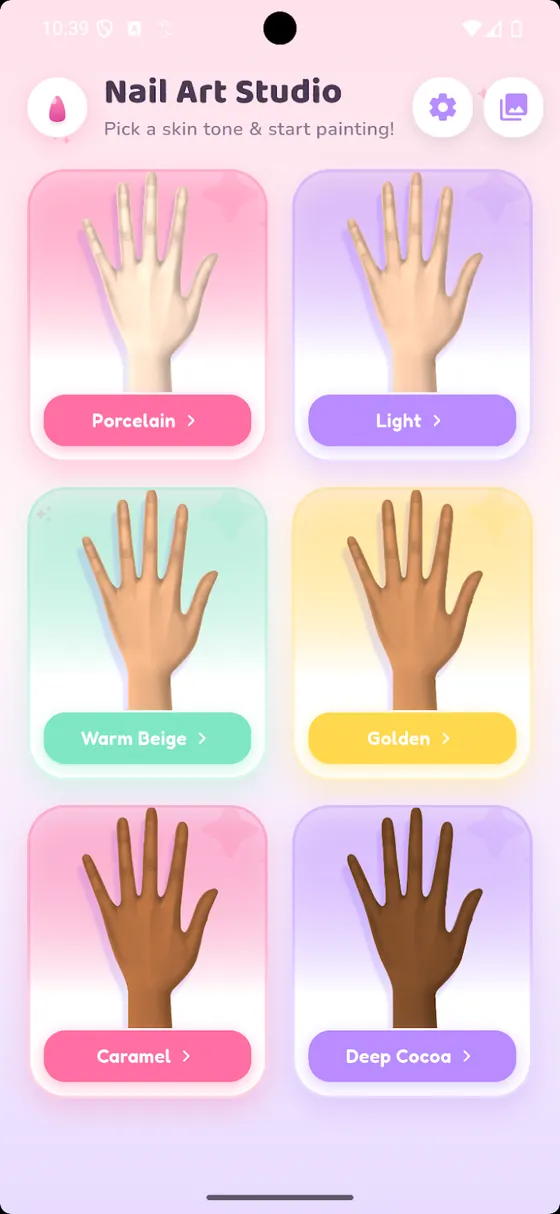 10:39
Nail Art Studio
Pick a skin tone & start painting!
Porcelain
Light
Warm Beige
Golden
Caramel
Deep Cocoa